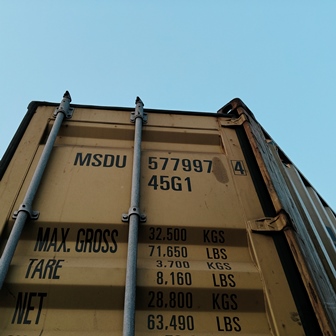 MSDU 577997 4
45G1
MAX. GROSS 32.500 KGS
71.650 LBS
TARE 3.700 KGS
8.160 LBS
NET 28.800 KGS
63.490 LBS